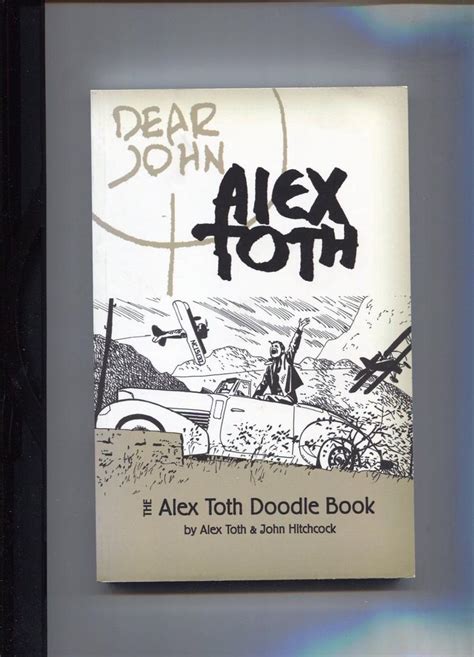 DEAR
JOHN
ALEX
TOTH
THE Alex Toth Doodle Book
by Alex Toth & John Hitchcock